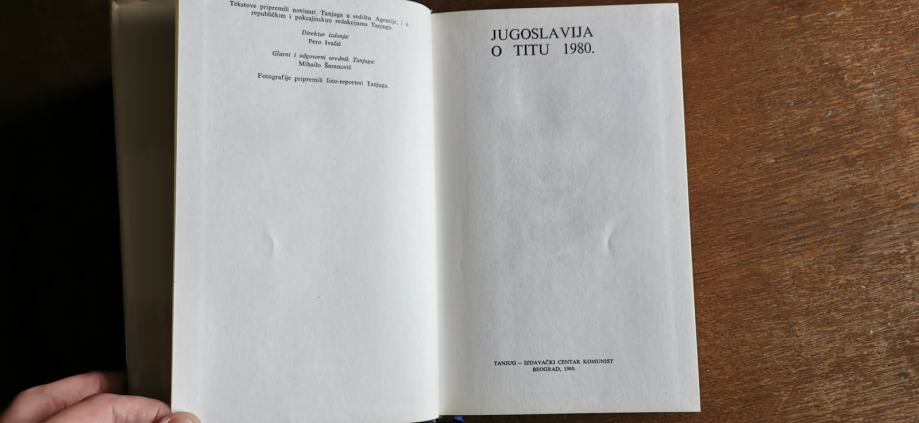 Tekstove pripremili novinari Tanjuga u sedištu Agencije, i u
republičkim i pokrajinskim redakcijama Tanjuga.
Direktor izdanja:
Pero Ivačić
Glavni i odgovorni urednik Tanjuga:
Mihailo Šaranović
Fotografije pripremili foto-reporteri Tanjuga.
JUGOSLAVIJA
O TITU 1980.
TANJUG – IZDAVAČKI CENTAR KOMUNIST
BEOGRAD, 1980.